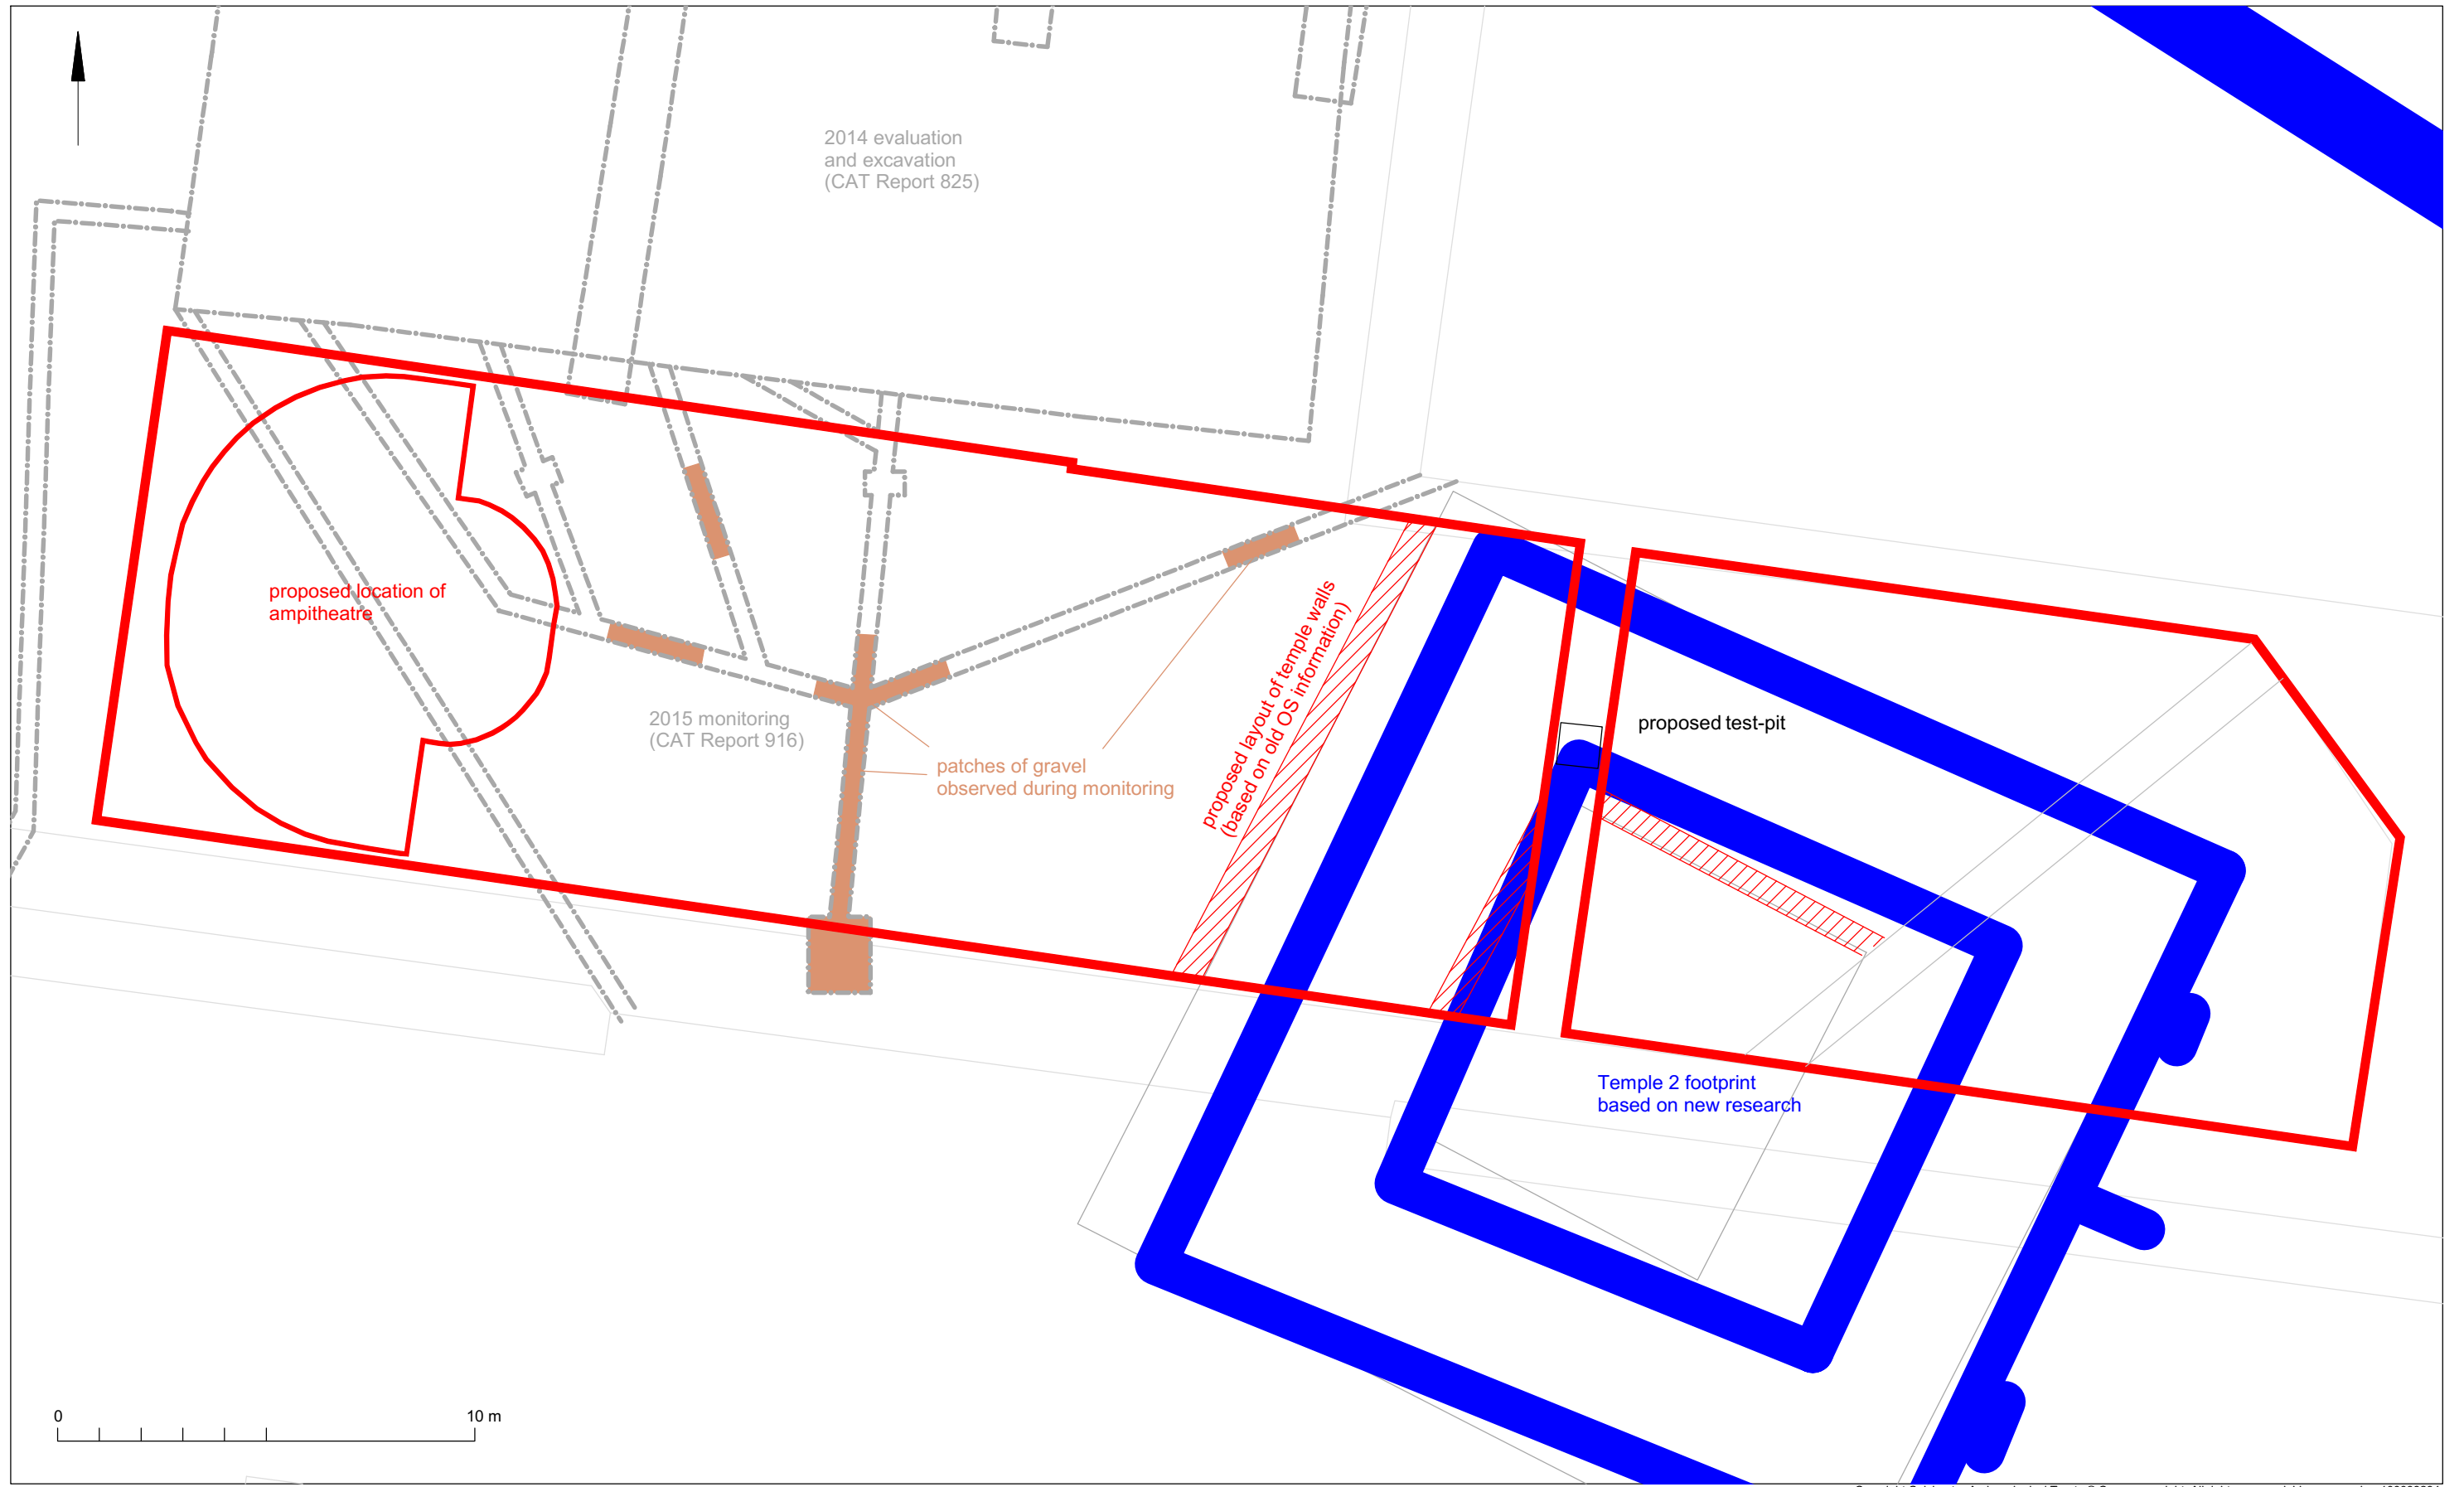 2014 evaluation
and excavation
(CAT Report 825)
proposed location of
ampitheatre
2015 monitoring
(CAT Report 916)
patches of gravel
observed during monitoring
proposed layout of temple walls
(based on old OS information)
proposed test-pit
Temple 2 footprint
based on new research
0
10 m